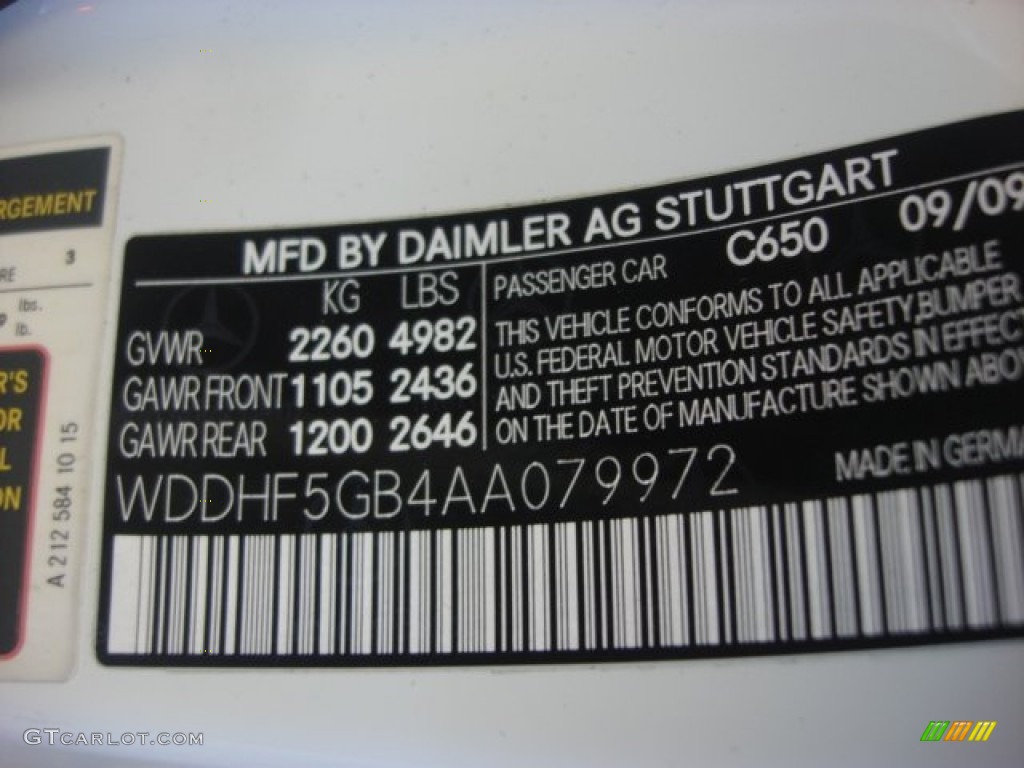 RGEMENT
3
RE
lbs.
lb.
R'S
OR
L
ON
A 212 584 10 15
MFD BY DAIMLER AG STUTTGART
KG LBS
GVWR 2260 4982
GAWR FRONT 1105 2436
GAWR REAR 1200 2646
PASSENGER CAR C650 09/09
THIS VEHICLE CONFORMS TO ALL APPLICABLE
U.S. FEDERAL MOTOR VEHICLE SAFETY,BUMPER
AND THEFT PREVENTION STANDARDS IN EFFECT
ON THE DATE OF MANUFACTURE SHOWN ABOV
WDDHF5GB4AA079972
MADE IN GERMA
GTCARLOT.COM